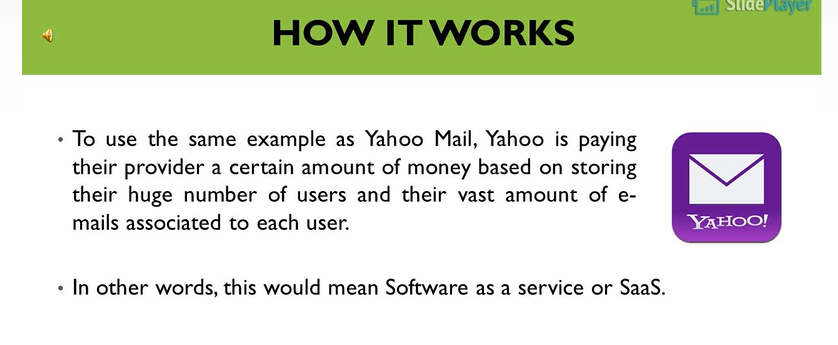 SlidePlayer
HOW IT WORKS
• To use the same example as Yahoo Mail, Yahoo is paying
their provider a certain amount of money based on storing
their huge number of users and their vast amount of e-
mails associated to each user.
YAHOO!
• In other words, this would mean Software as a service or SaaS.